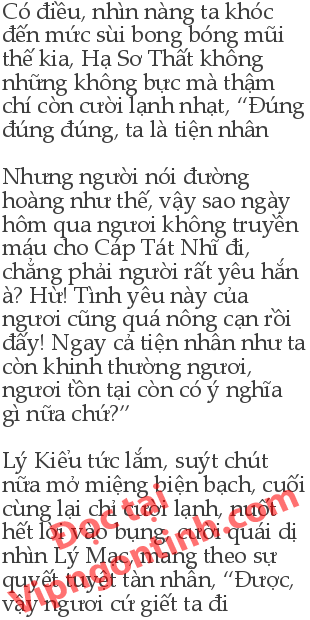 Có điều, nhìn nàng ta khóc
đến mức sùi bong bóng mũi
thế kia, Hạ Sơ Thất không
những không bực mà thậm
chí còn cười lạnh nhạt, “Đúng
đúng đúng, ta là tiện nhân
Nhưng người nói đường
hoàng như thế, vậy sao ngày
hôm qua ngươi không truyền
máu cho Cáp Tát Nhĩ đi,
chẳng phải người rất yêu hắn
à? Hừ! Tình yêu này của
ngươi cũng quá nông cạn rồi
đấy! Ngay cả tiện nhân như ta
còn khinh thường ngươi,
ngươi tồn tại còn có ý nghĩa
gì nữa chứ?”
Lý Kiểu tức lắm, suýt chút
nữa mở miệng biện bạch, cuối
cùng lại chỉ cười lạnh, nuốt
hết lời vào bụng, cười quái dị
nhìn Lý Mạc, mang theo sự
quyết tuyệt tàn nhẫn, “Được,
vậy ngươi cứ giết ta đi
Đọc tại
Vipngontinh.com